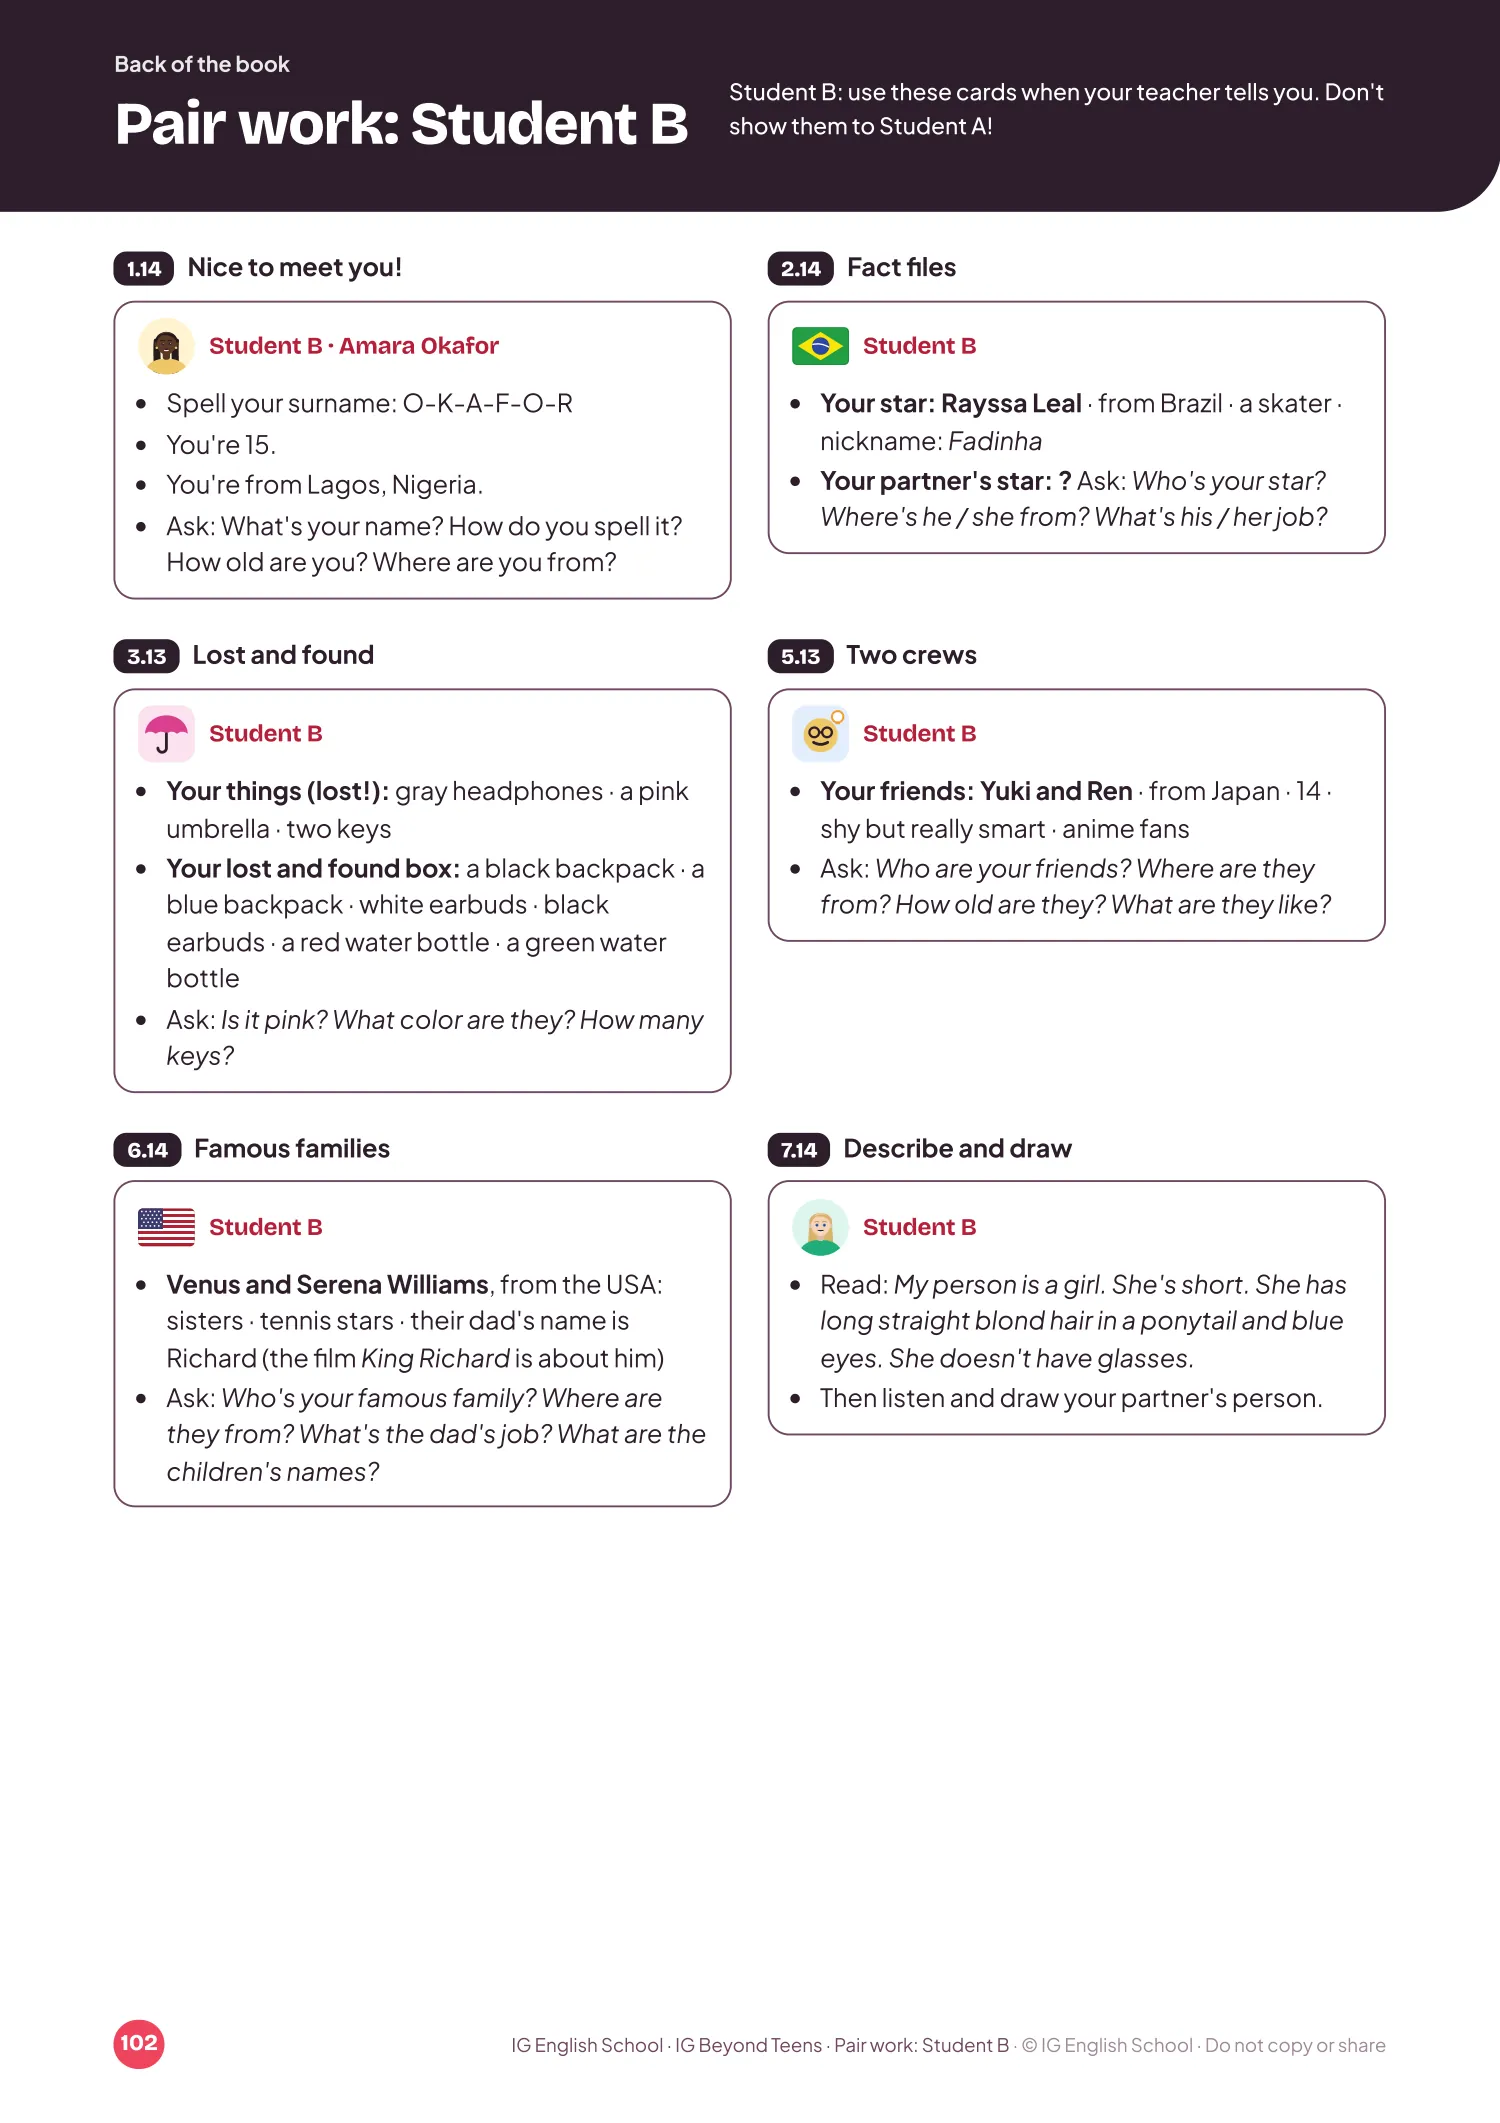 Back of the book
Pair work: Student B
Student B: use these cards when your teacher tells you. Don't
show them to Student A!
1.14 Nice to meet you!
Student B · Amara Okafor
• Spell your surname: O-K-A-F-O-R
• You're 15.
• You're from Lagos, Nigeria.
• Ask: What's your name? How do you spell it?
How old are you? Where are you from?
2.14 Fact files
Student B
• Your star: Rayssa Leal · from Brazil · a skater ·
nickname: Fadinha
• Your partner's star: ? Ask: Who's your star?
Where's he / she from? What's his / her job?
3.13 Lost and found
Student B
• Your things (lost!): gray headphones · a pink
umbrella · two keys
• Your lost and found box: a black backpack · a
blue backpack · white earbuds · black
earbuds · a red water bottle · a green water
bottle
• Ask: Is it pink? What color are they? How many
keys?
5.13 Two crews
Student B
• Your friends: Yuki and Ren · from Japan · 14 ·
shy but really smart · anime fans
• Ask: Who are your friends? Where are they
from? How old are they? What are they like?
6.14 Famous families
Student B
• Venus and Serena Williams, from the USA:
sisters · tennis stars · their dad's name is
Richard (the film King Richard is about him)
• Ask: Who's your famous family? Where are
they from? What's the dad's job? What are the
children's names?
7.14 Describe and draw
Student B
• Read: My person is a girl. She's short. She has
long straight blond hair in a ponytail and blue
eyes. She doesn't have glasses.
• Then listen and draw your partner's person.
102
IG English School · IG Beyond Teens · Pair work: Student B · © IG English School · Do not copy or share